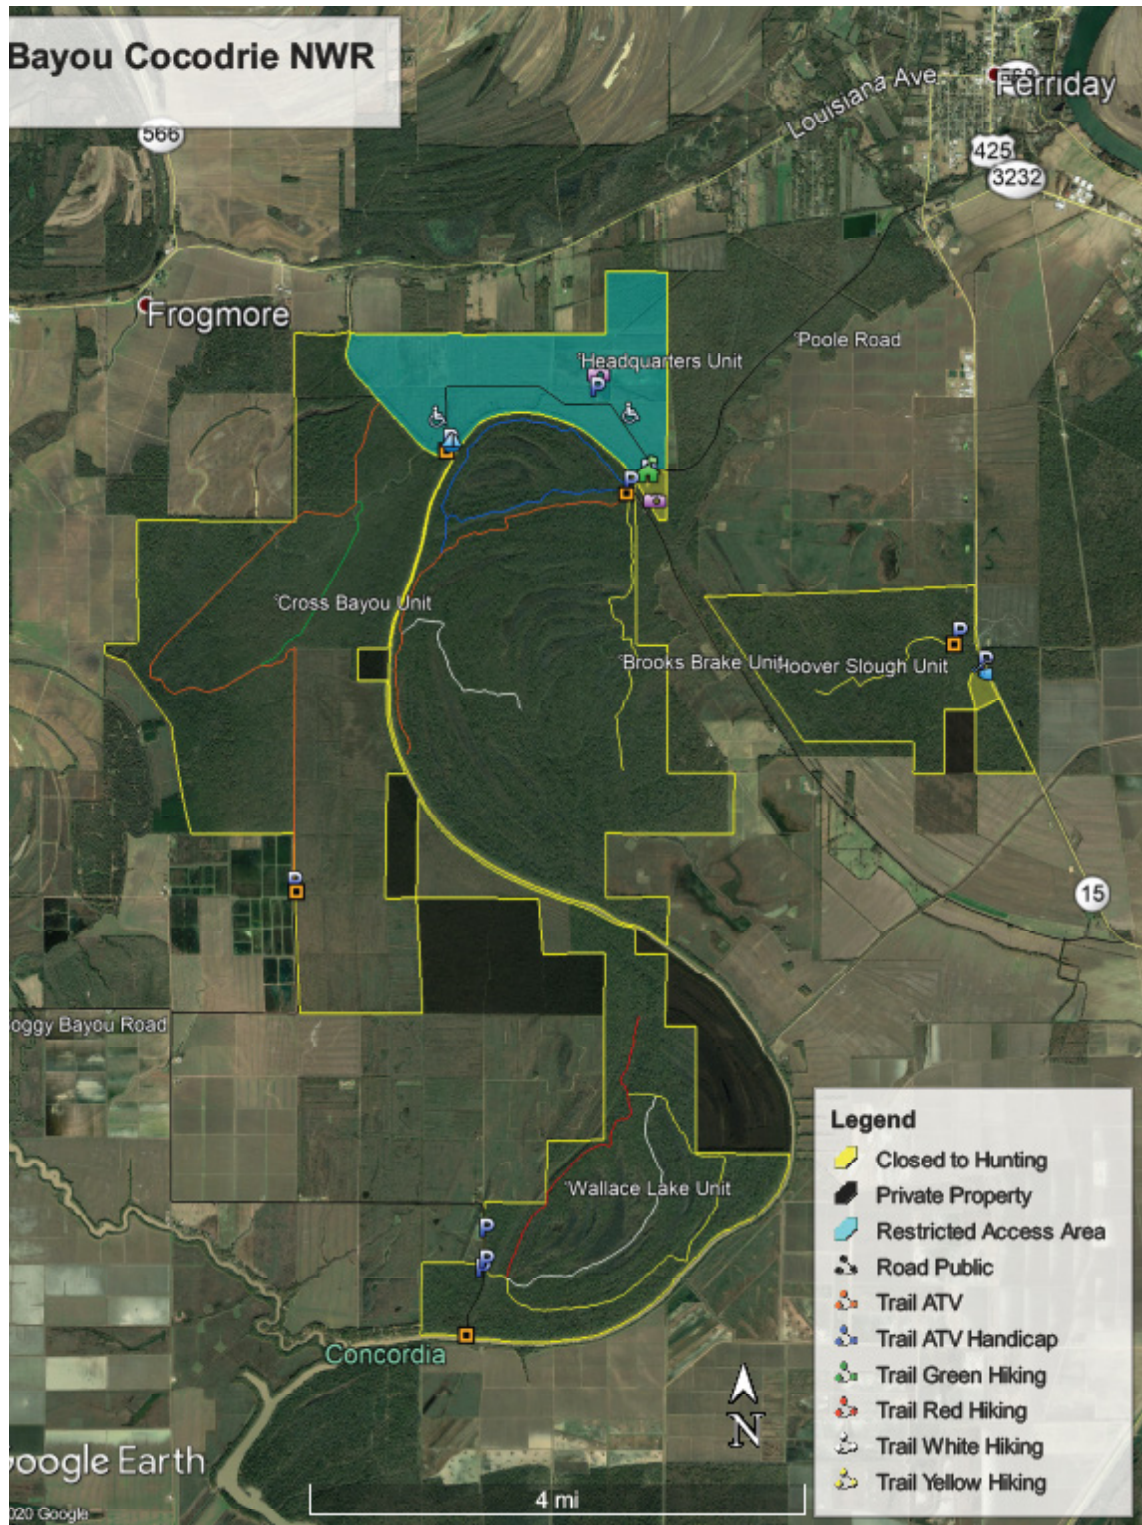 Bayou Cocodrie NWR
Louisiana Ave
Ferriday
566
425
3232
Frogmore
Poole Road
Headquarters Unit
P
P
P
Cross Bayou Unit
Brooks Brake Unit
Hoover Slough Unit
P
P
P
15
oggy Bayou Road
Wallace Lake Unit
P
P
P
Concordia
Legend
Closed to Hunting
Private Property
Restricted Access Area
Road Public
Trail ATV
Trail ATV Handicap
Trail Green Hiking
Trail Red Hiking
Trail White Hiking
Trail Yellow Hiking
N
4 mi
Google Earth
020 Google